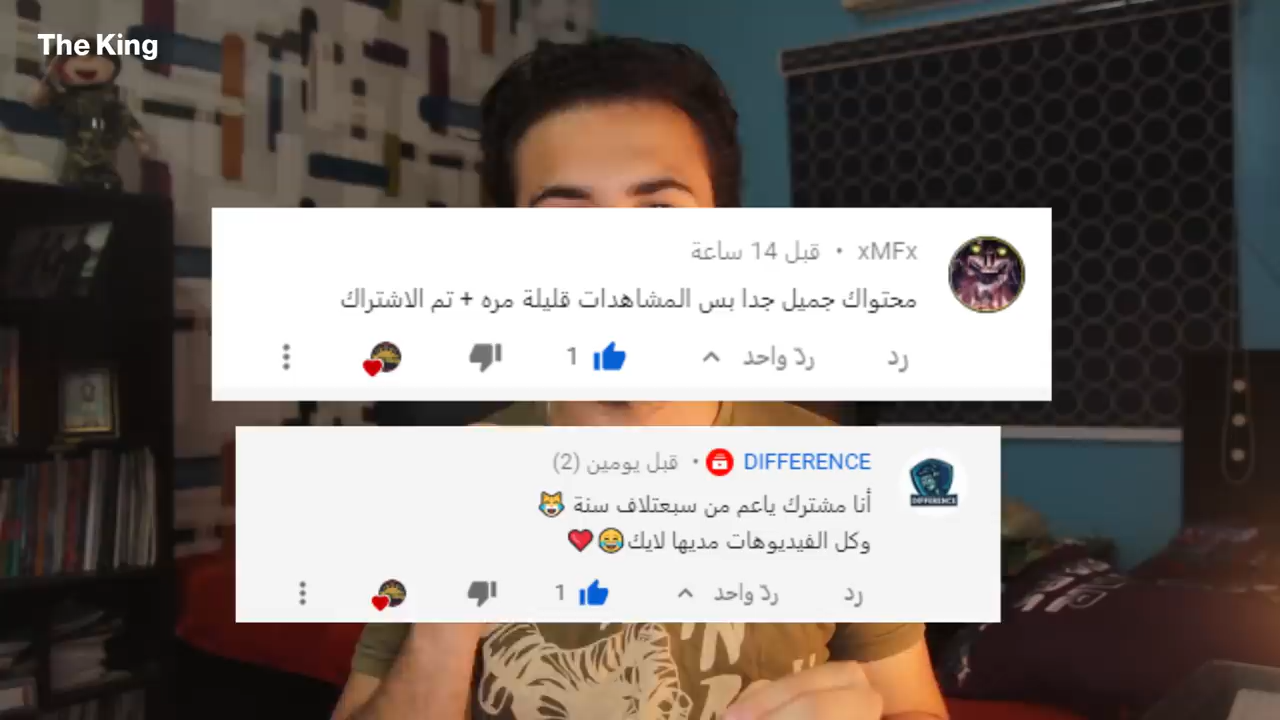 The King
xMFx • قبل 14 ساعة
محتواك جميل جدا بس المشاهدات قليلة مره + تم الاشتراك
رد ردّ واحد 1
DIFFERENCE • قبل يومين (2)
أنا مشترك ياعم من سبعتلاف سنة 😹
وكل الفيديوهات مديها لايك😂❤️
رد ردّ واحد 1
DIFFERENCE